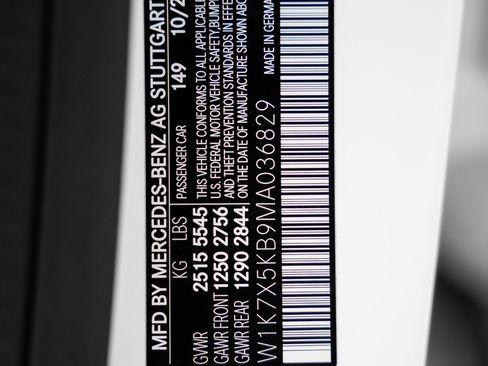 MFD BY MERCEDES-BENZ AG STUTTGART
KG LBS PASSENGER CAR 149 10/2
GVWR 2515 5545 THIS VEHICLE CONFORMS TO ALL APPLICABL
U.S. FEDERAL MOTOR VEHICLE SAFETY, BUMP
GAWR FRONT 1250 2756 AND THEFT PREVENTION STANDARDS IN EFFE
GAWR REAR 1290 2844 ON THE DATE OF MANUFACTURE SHOWN ABO
W1K7X5KB9MA036829 MADE IN GERMA